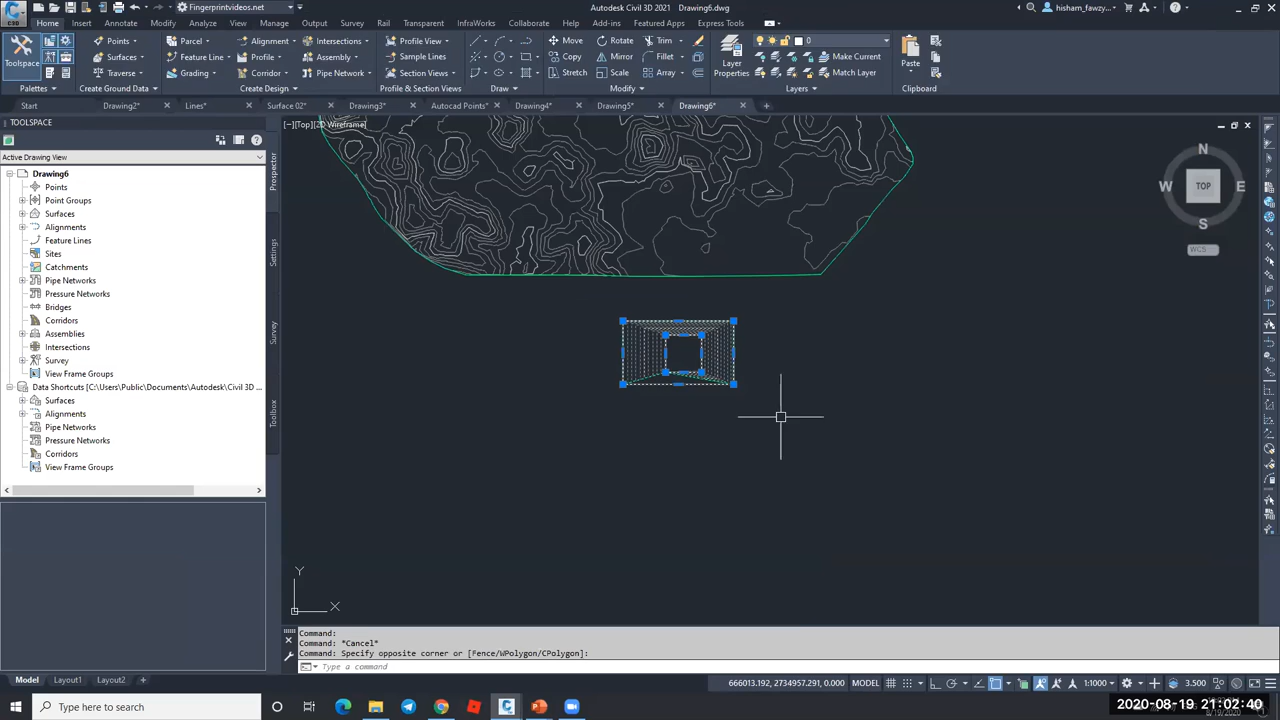 C3D
Fingerprintvideos.net
Autodesk Civil 3D 2021 Drawing6.dwg
hisham_fawzy...
Home Insert Annotate Modify Analyze View Manage Output Survey Rail Transparent InfraWorks Collaborate Help Add-ins Featured Apps Express Tools
Points Parcel Alignment Intersections Profile View Move Rotate Trim 0
Toolspace Surfaces Feature Line Profile Assembly Sample Lines Copy Mirror Fillet Layer Properties Make Current Paste
Traverse Grading Corridor Pipe Network Section Views Stretch Scale Array Match Layer
Palettes Create Ground Data Create Design Profile & Section Views Draw Modify Layers Clipboard
Start Drawing2* Lines* Surface 02* Drawing3* Autocad Points* Drawing4* Drawing5* Drawing6*
TOOLSPACE
[−][Top][2D Wireframe]
Active Drawing View
Prospector
Settings
Survey
Toolbox
Drawing6
Points
Point Groups
Surfaces
Alignments
Feature Lines
Sites
Catchments
Pipe Networks
Pressure Networks
Bridges
Corridors
Assemblies
Intersections
Survey
View Frame Groups
Data Shortcuts [C:\Users\Public\Documents\Autodesk\Civil 3D ...
Surfaces
Alignments
Pipe Networks
Pressure Networks
Corridors
View Frame Groups
N
W TOP E
S
WCS
Y
X
Command:
Command: *Cancel*
Command: Specify opposite corner or [Fence/WPolygon/CPolygon]:
Type a command
Model Layout1 Layout2 +
666013.192, 2734957.291, 0.000 MODEL 1:1000 3.500
Type here to search
2020-08-19, 21:02:40